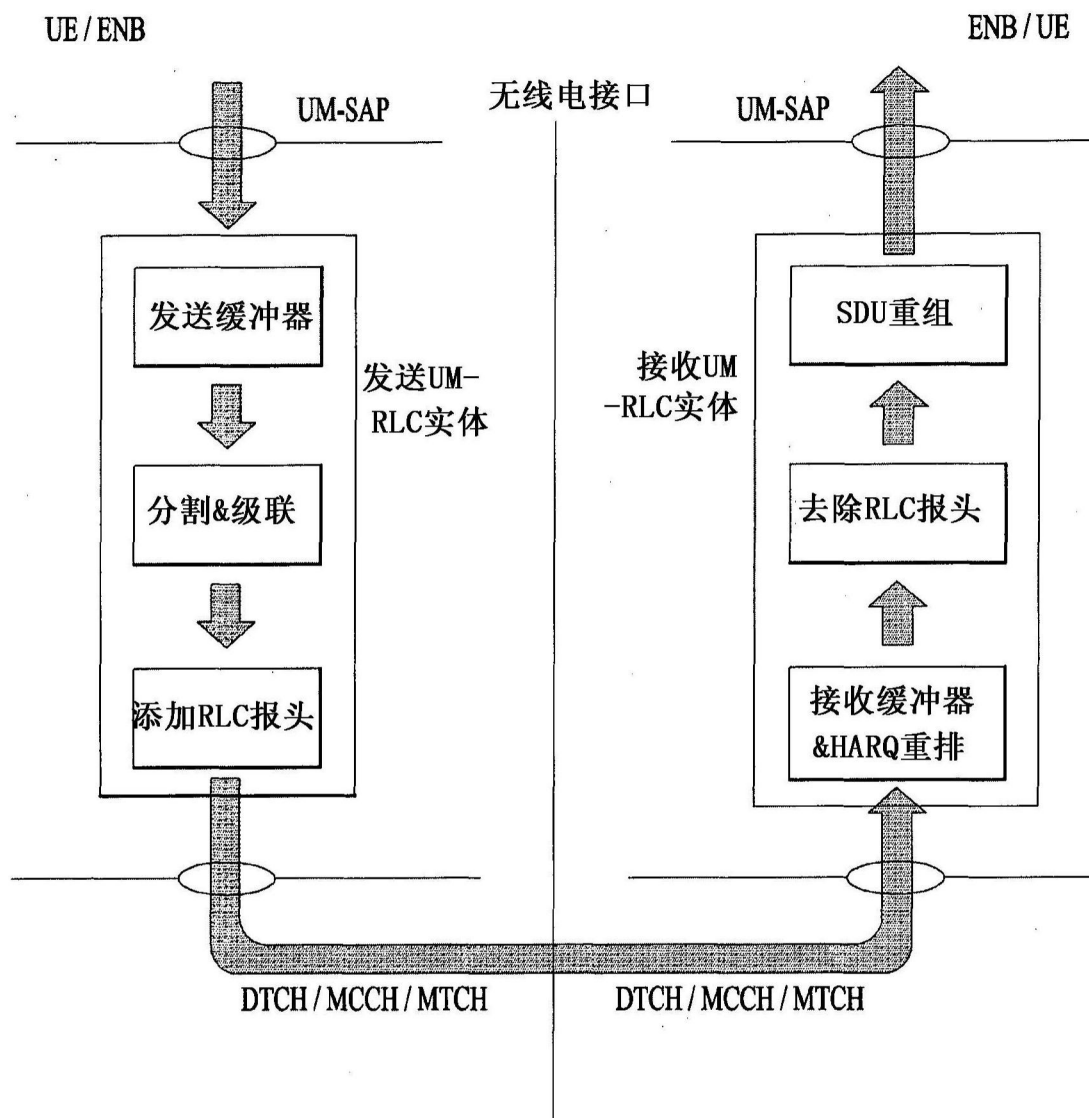 UE / ENB
ENB / UE
无线电接口
UM-SAP
UM-SAP
发送缓冲器
分割&级联
添加RLC报头
发送UM-
RLC实体
接收UM
-RLC实体
SDU重组
去除RLC报头
接收缓冲器
&HARQ重排
DTCH / MCCH / MTCH
DTCH / MCCH / MTCH